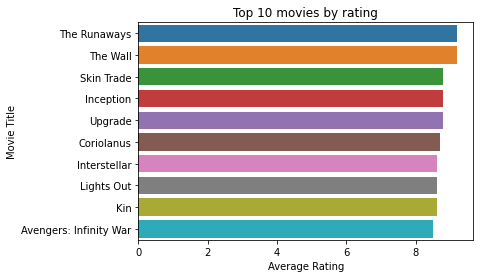 Top 10 movies by rating
Movie Title
The Runaways
The Wall
Skin Trade
Inception
Upgrade
Coriolanus
Interstellar
Lights Out
Kin
Avengers: Infinity War
0 2 4 6 8
Average Rating